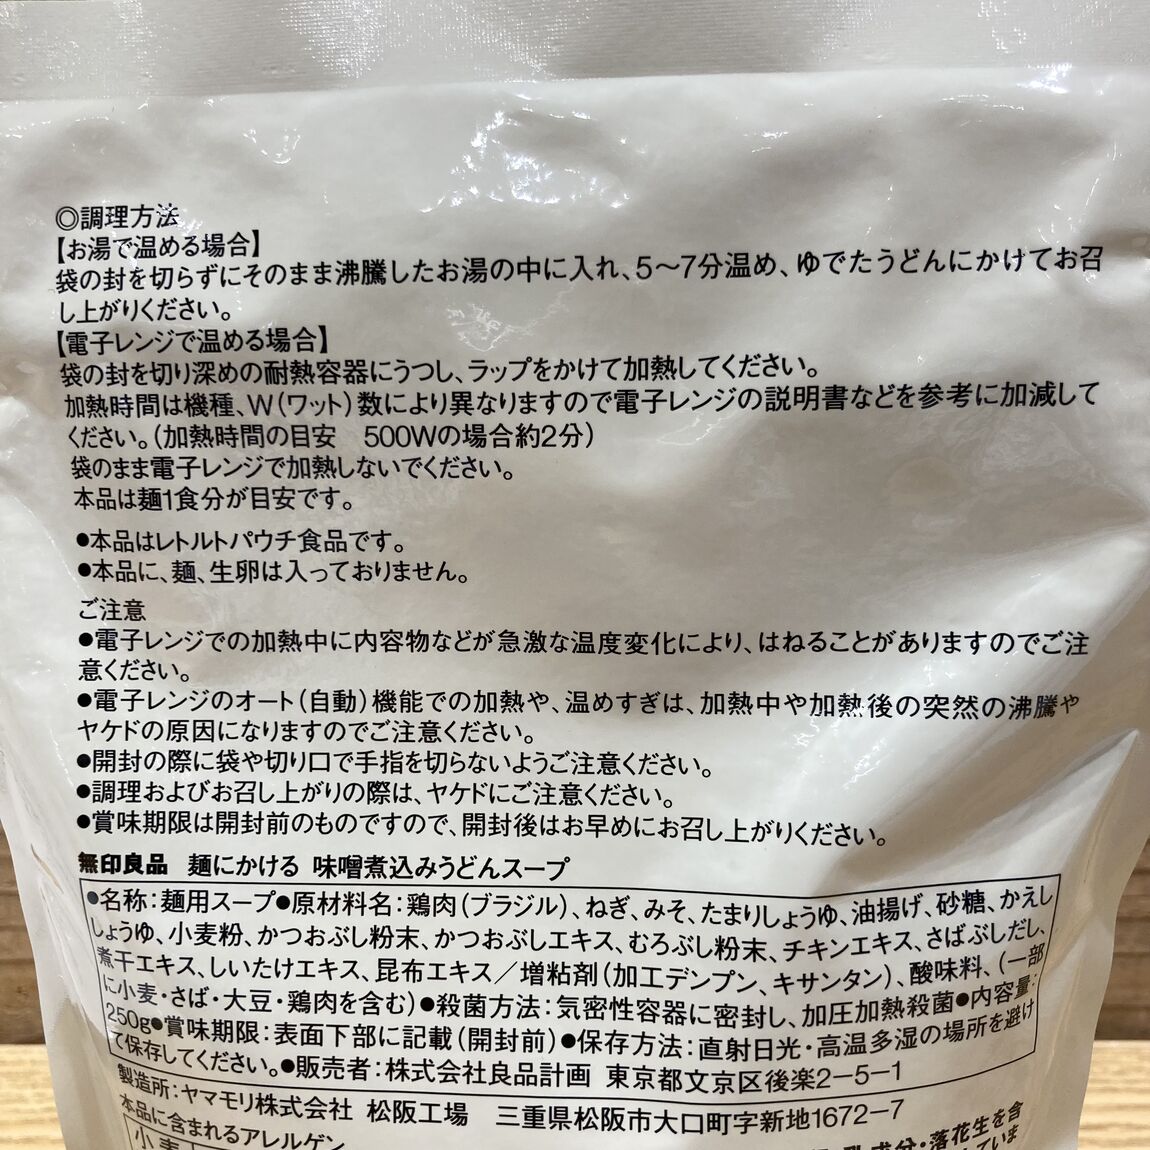 ◎調理方法
【お湯で温める場合】
袋の封を切らずにそのまま沸騰したお湯の中に入れ、5〜7分温め、ゆでたうどんにかけてお召
し上がりください。
【電子レンジで温める場合】
袋の封を切り深めの耐熱容器にうつし、ラップをかけて加熱してください。
加熱時間は機種、W（ワット）数により異なりますので電子レンジの説明書などを参考に加減して
ください。（加熱時間の目安　500Wの場合約2分）
袋のまま電子レンジで加熱しないでください。
本品は麺1食分が目安です。
●本品はレトルトパウチ食品です。
●本品に、麺、生卵は入っておりません。
ご注意
●電子レンジでの加熱中に内容物などが急激な温度変化により、はねることがありますのでご注
意ください。
●電子レンジのオート（自動）機能での加熱や、温めすぎは、加熱中や加熱後の突然の沸騰や
ヤケドの原因になりますのでご注意ください。
●開封の際に袋や切り口で手指を切らないようご注意ください。
●調理およびお召し上がりの際は、ヤケドにご注意ください。
●賞味期限は開封前のものですので、開封後はお早めにお召し上がりください。
無印良品　麺にかける 味噌煮込みうどんスープ
●名称：麺用スープ●原材料名：鶏肉（ブラジル）、ねぎ、みそ、たまりしょうゆ、油揚げ、砂糖、かえし
しょうゆ、小麦粉、かつおぶし粉末、かつおぶしエキス、むろぶし粉末、チキンエキス、さばぶしだし、
煮干エキス、しいたけエキス、昆布エキス／増粘剤（加工デンプン、キサンタン）、酸味料、（一部
に小麦・さば・大豆・鶏肉を含む）●殺菌方法：気密性容器に密封し、加圧加熱殺菌●内容量：
250g●賞味期限：表面下部に記載（開封前）●保存方法：直射日光・高温多湿の場所を避け
て保存してください。●販売者：株式会社良品計画　東京都文京区後楽2−5−1
製造所：ヤマモリ株式会社 松阪工場　三重県松阪市大口町字新地1672−7
本品に含まれるアレルゲン
小麦
成分・落花生を含